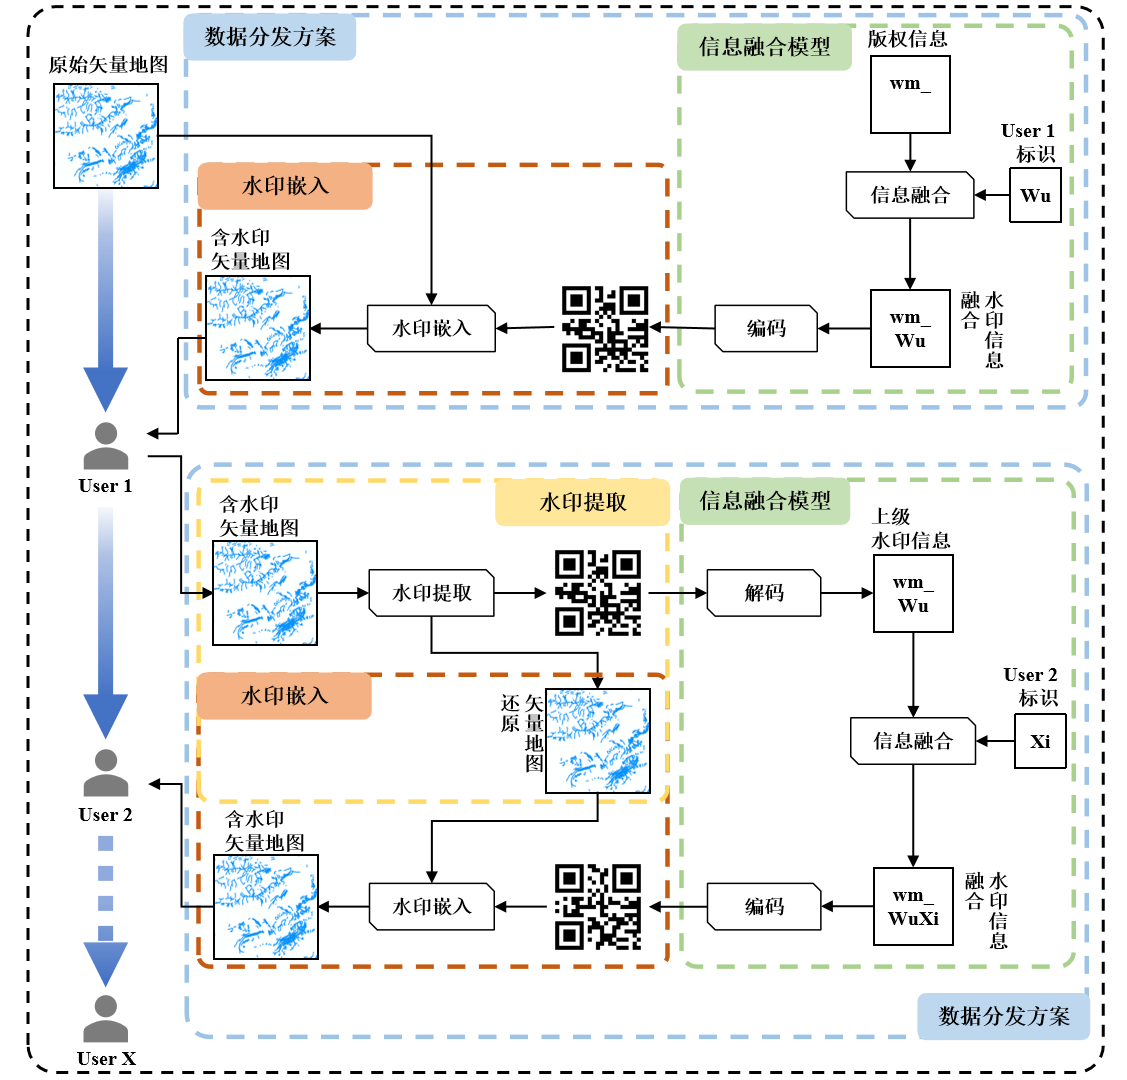 数据分发方案
信息融合模型
版权信息
原始矢量地图
wm_
User 1
标识
水印嵌入
信息融合
Wu
含水印
矢量地图
水印嵌入
编码
wm_
Wu
融合
水印信息
User 1
水印提取
信息融合模型
含水印
矢量地图
上级
水印信息
水印提取
解码
wm_
Wu
User 2
标识
水印嵌入
还原
矢量地图
信息融合
Xi
User 2
含水印
矢量地图
水印嵌入
编码
wm_
WuXi
融合
水印信息
数据分发方案
User X